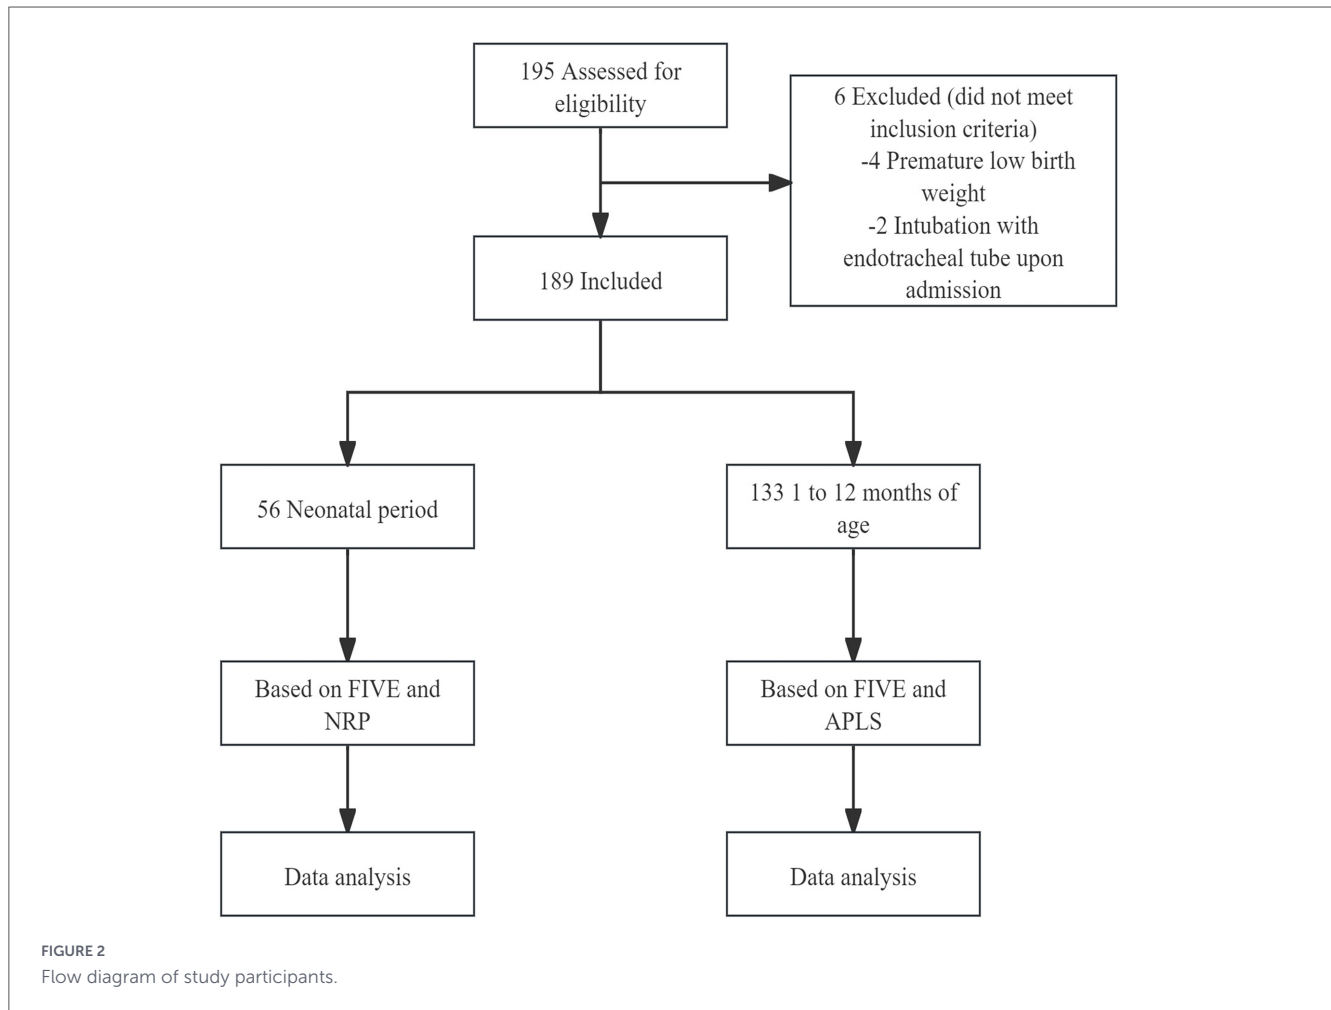 195 Assessed for
eligibility
6 Excluded (did not meet
inclusion criteria)
-4 Premature low birth
weight
-2 Intubation with
endotracheal tube upon
admission
189 Included
56 Neonatal period
133 1 to 12 months of
age
Based on FIVE and
NRP
Based on FIVE and
APLS
Data analysis
Data analysis
FIGURE 2
Flow diagram of study participants.